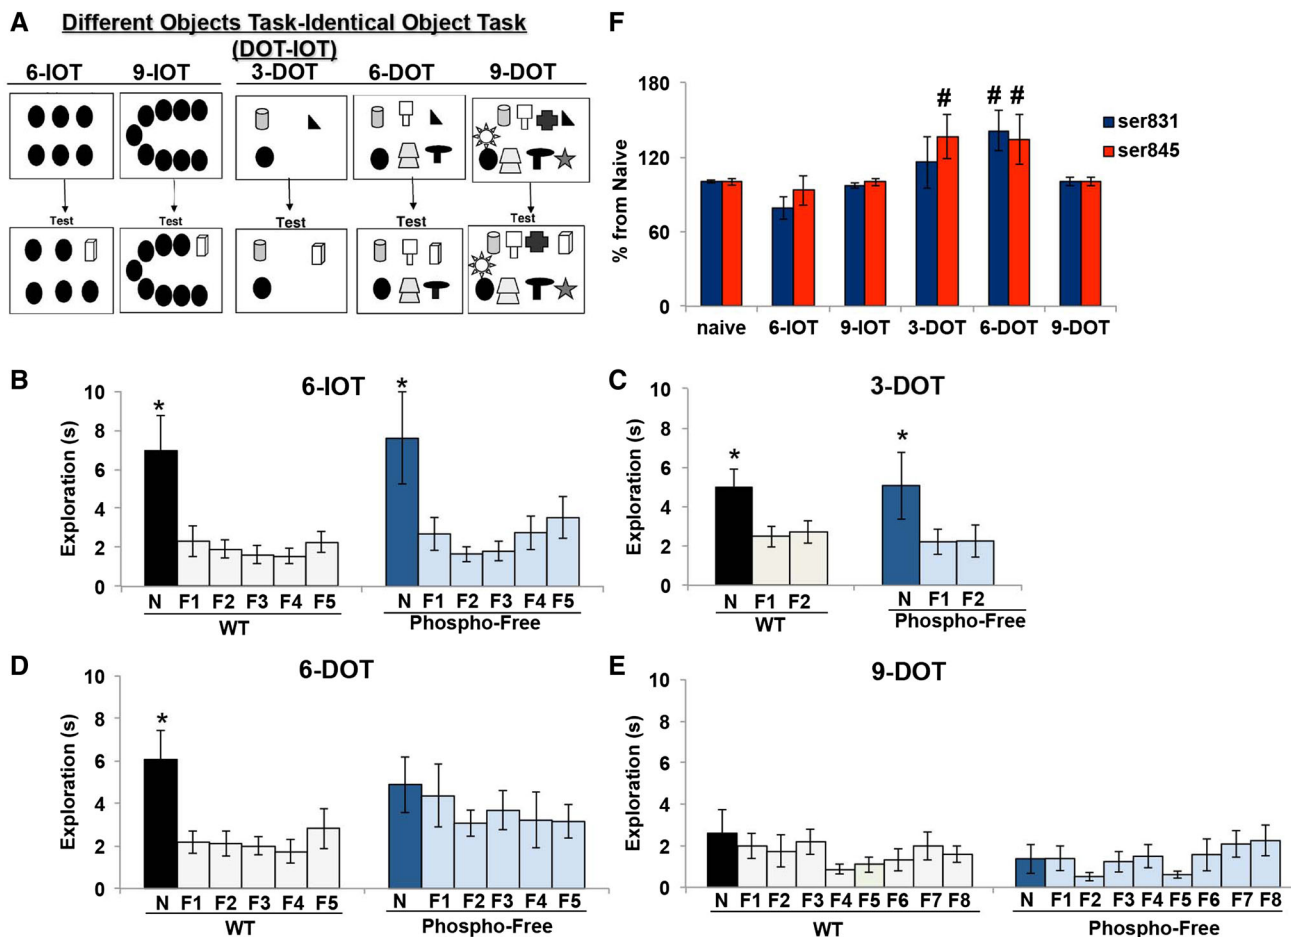 A
Different Objects Task-Identical Object Task
(DOT-IOT)
6-IOT 9-IOT 3-DOT 6-DOT 9-DOT
Test Test Test Test Test
F
180
120
60
0
% from Naive
# # #
ser831
ser845
naive 6-IOT 9-IOT 3-DOT 6-DOT 9-DOT
B
6-IOT
10
8
6
4
2
0
Exploration (s)
* *
N F1 F2 F3 F4 F5 N F1 F2 F3 F4 F5
WT Phospho-Free
C
3-DOT
10
8
6
4
2
0
Exploration (s)
* *
N F1 F2 N F1 F2
WT Phospho-Free
D
6-DOT
10
8
6
4
2
0
Exploration (s)
*
N F1 F2 F3 F4 F5 N F1 F2 F3 F4 F5
WT Phospho-Free
E
9-DOT
10
8
6
4
2
0
Exploration (s)
N F1 F2 F3 F4 F5 F6 F7 F8 N F1 F2 F3 F4 F5 F6 F7 F8
WT Phospho-Free